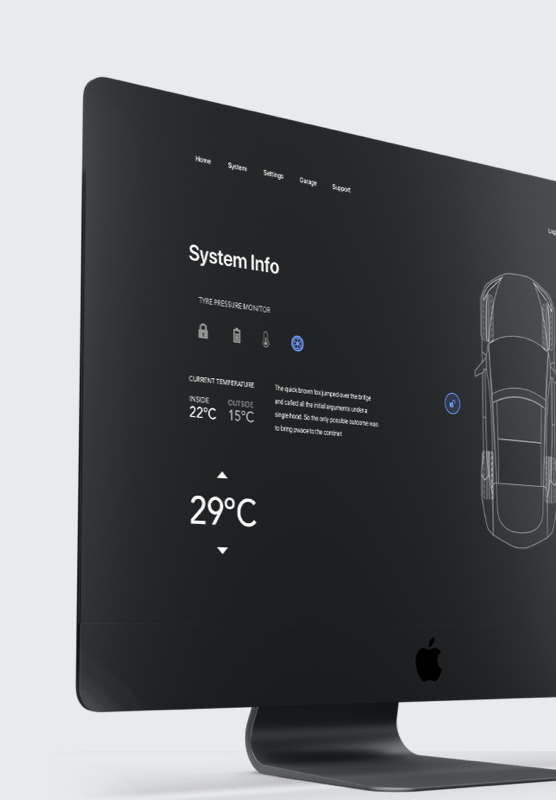 Home System Settings Garage Support
System Info
TYRE PRESSURE MONITOR
CURRENT TEMPERATURE
INSIDE OUTSIDE
22°C 15°C
The quick brown fox jumped over the bridge
and called all the initial arguments under a
single hood. So the only possible outcome was
to bring pwace to the continet
29°C